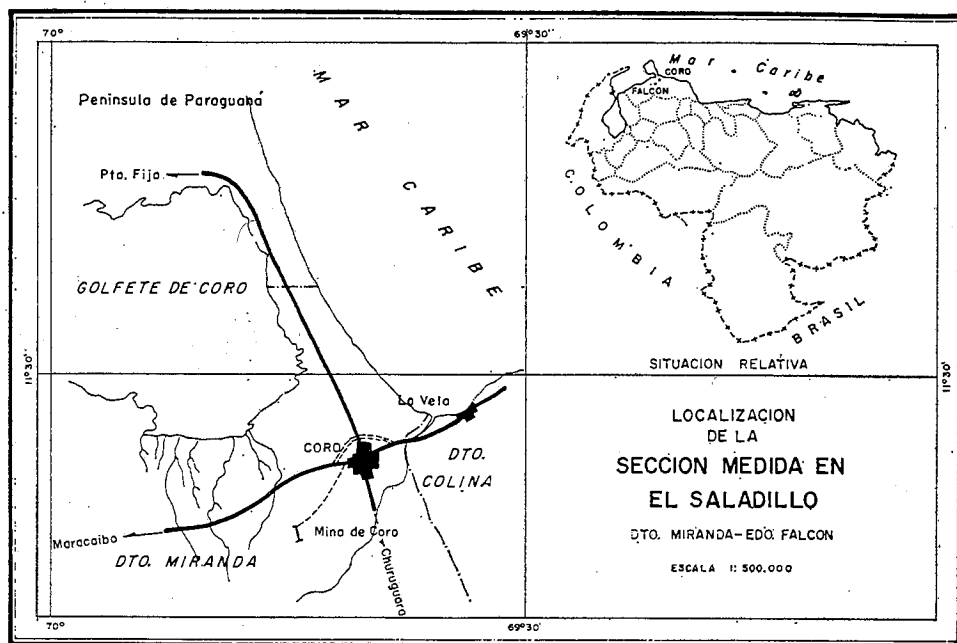 70°
69°30''
Peninsula de Paraguaná
MAR CARIBE
Pto. Fijo
GOLFETE DE CORO
11°30'
La Vela
CORO
DTO. COLINA
Mina de Coro
Maracaibo
DTO. MIRANDA
Churuguara
70°
69°30'
Mar Caribe
CORO
FALCON
COLOMBIA
BRASIL
SITUACION RELATIVA
11°30'
LOCALIZACION
DE LA
SECCION MEDIDA EN
EL SALADILLO
DTO. MIRANDA-EDO. FALCON
ESCALA 1:500.000